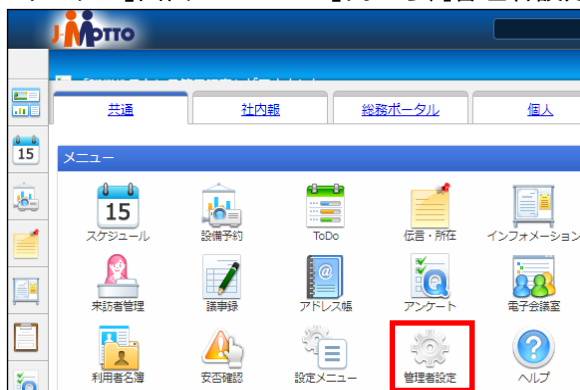 J-MOTTO
共通
社内報
総務ポータル
個人
15
メニュー
15
スケジュール
設備予約
ToDo
伝言・所在
インフォメーション
来訪者管理
議事録
アドレス帳
アンケート
電子会議室
利用者名簿
安否確認
設定メニュー
管理者設定
ヘルプ